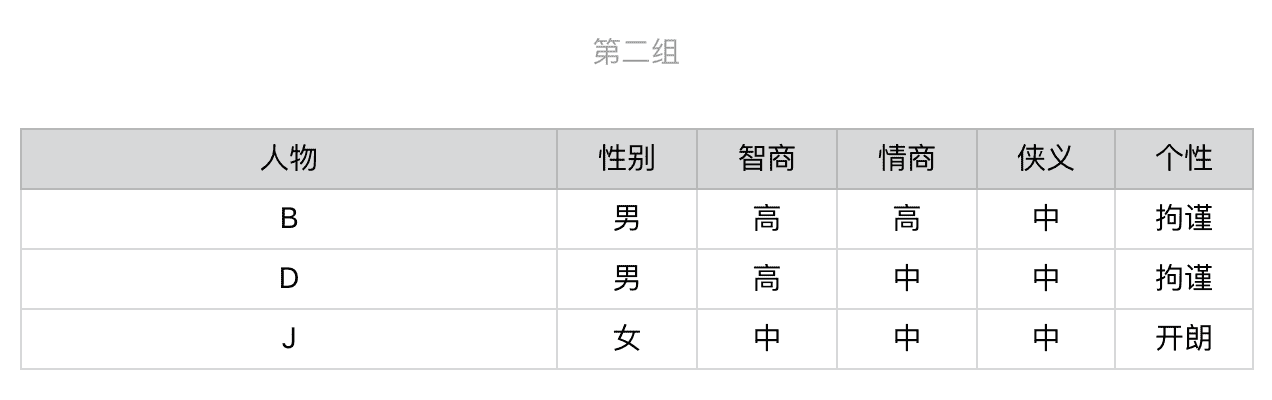 第二组
人物 性别 智商 情商 侠义 个性
B 男 高 高 中 拘谨
D 男 高 中 中 拘谨
J 女 中 中 中 开朗